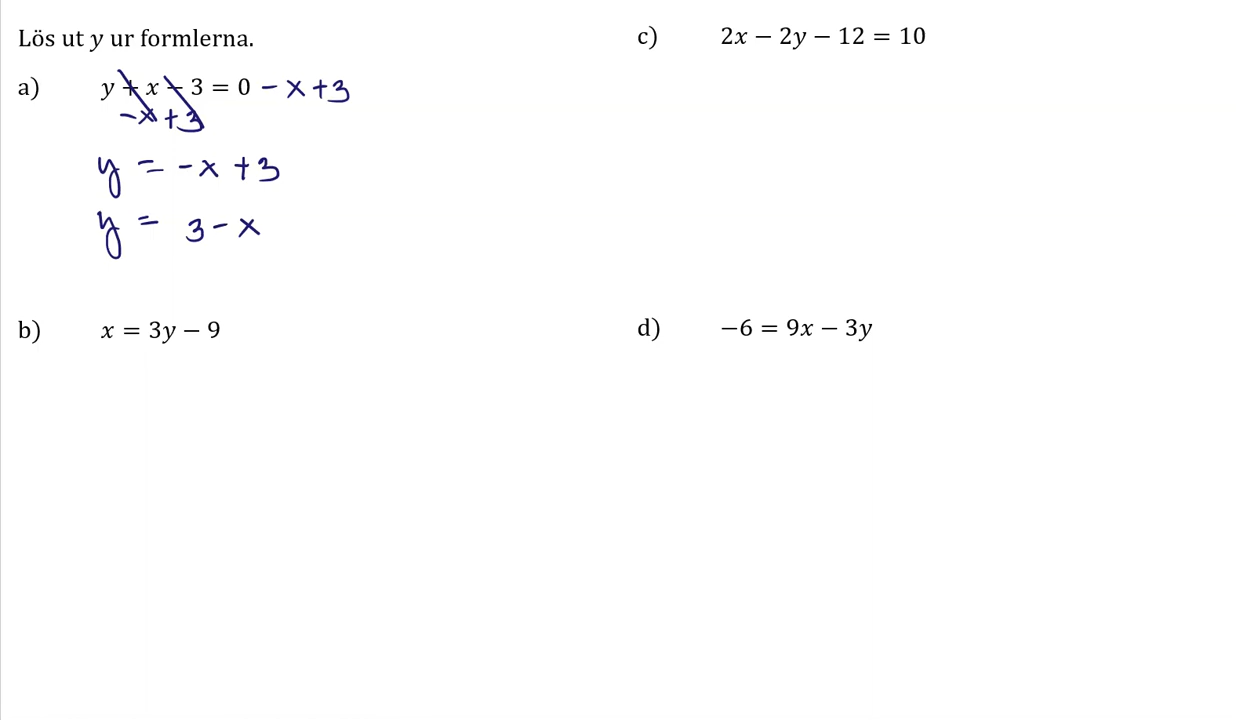 Lös ut y ur formlerna.
a) y + x − 3 = 0 − x + 3
− x + 3
y = − x + 3
y = 3 − x
b) x = 3y − 9
c) 2x − 2y − 12 = 10
d) −6 = 9x − 3y